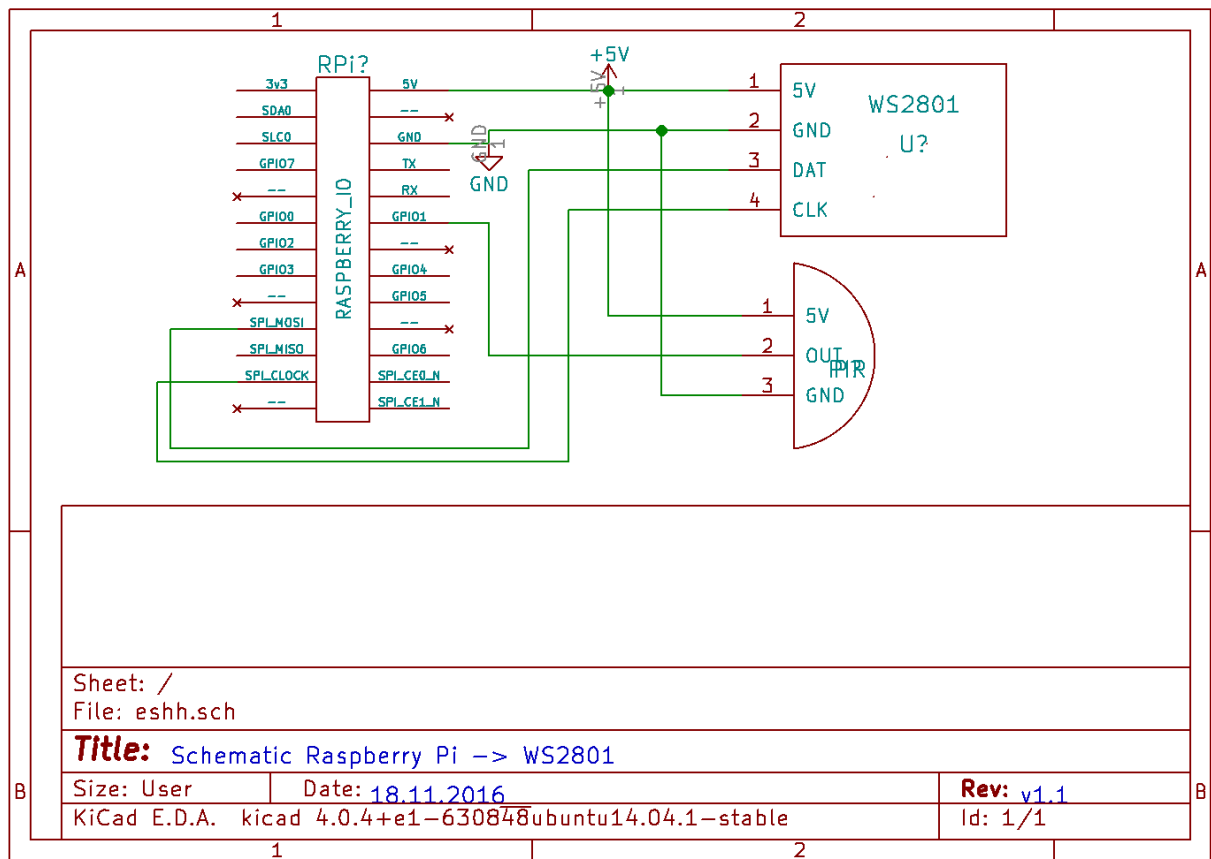 1 2
+5V
RPi?
+5V
1
3v3 5V 1 5V
WS2801
SDA0 --
GND
1
2 GND
SLC0 GND
U?
GPIO7 TX 3 DAT
GND
-- RX 4 CLK
GPIO0 GPIO1
GPIO2 --
RASPBERRY_IO
A A
GPIO3 GPIO4
-- GPIO5 1 5V
SPI_MOSI --
SPI_MISO GPIO6 2 OUT
PIR
SPI_CLOCK SPI_CE0_N 3 GND
-- SPI_CE1_N
Sheet: /
File: eshh.sch
Title: Schematic Raspberry Pi -> WS2801
B B
Size: User Date: 18.11.2016 Rev: v1.1
KiCad E.D.A. kicad 4.0.4+e1-630848ubuntu14.04.1-stable Id: 1/1
1 2